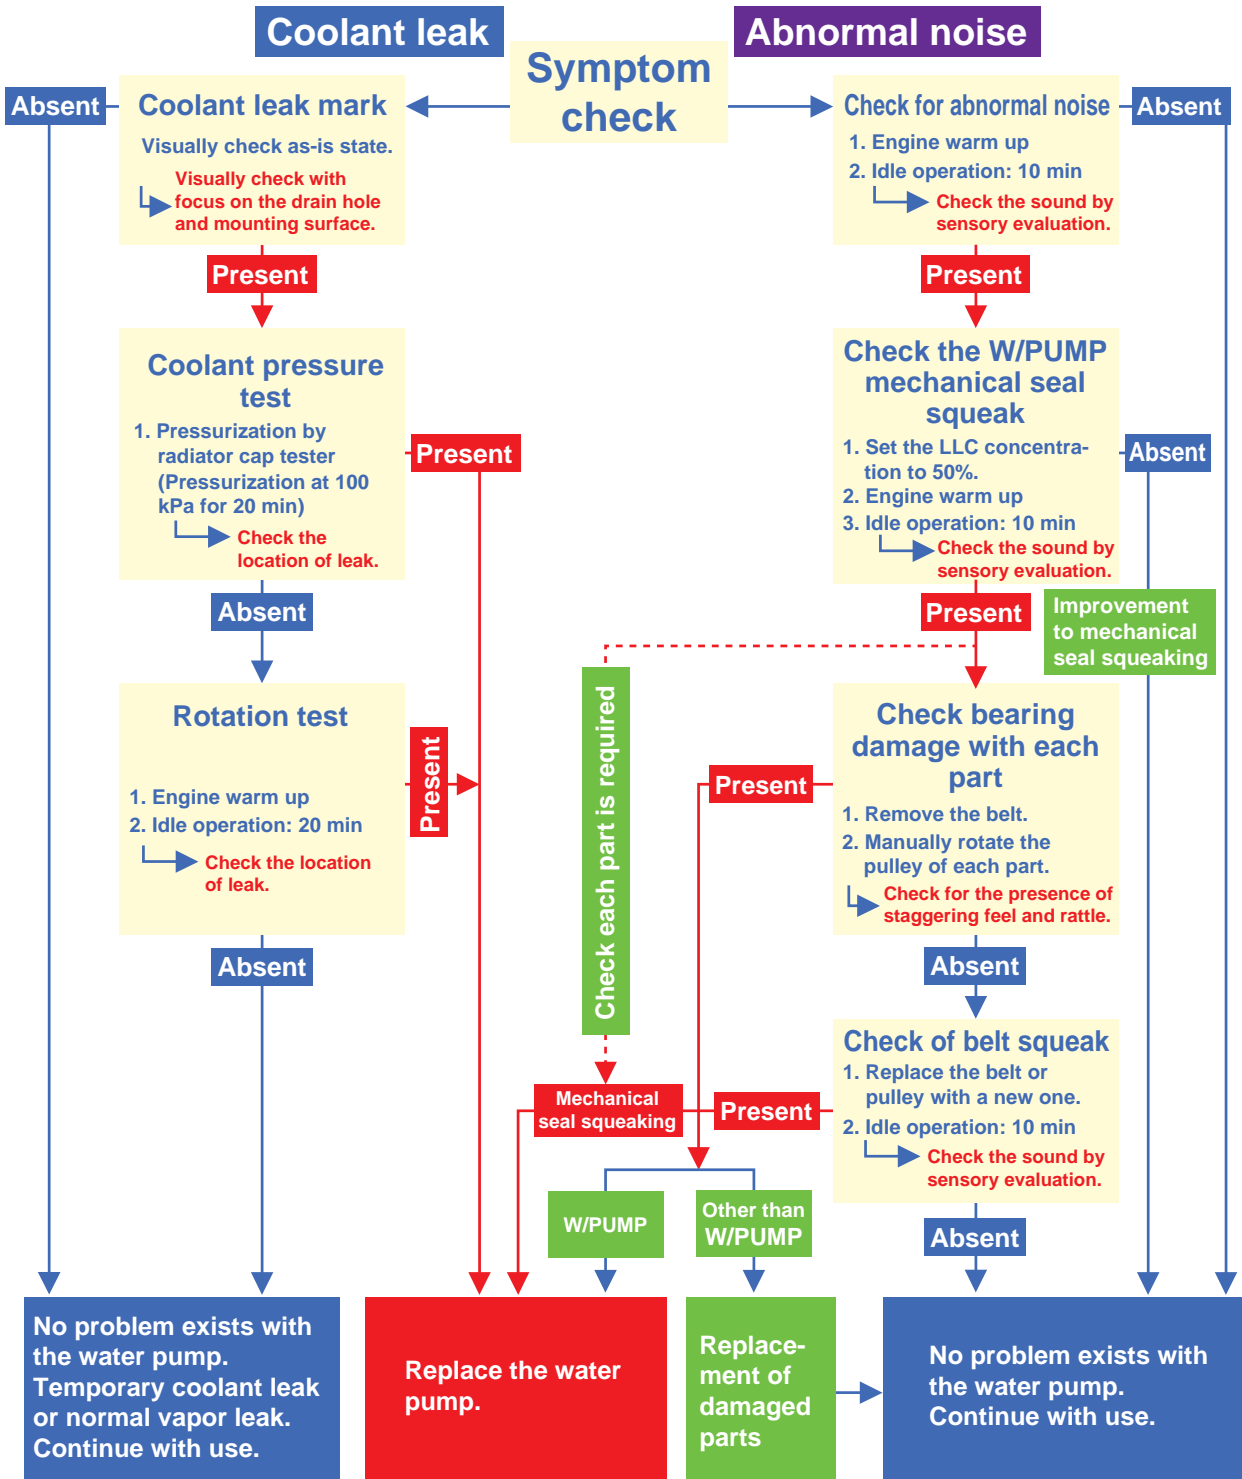 Coolant leak
Abnormal noise
Symptom
check
Absent
Coolant leak mark
Visually check as-is state.
Visually check with
focus on the drain hole
and mounting surface.
Present
Coolant pressure
test
1. Pressurization by
radiator cap tester
(Pressurization at 100
kPa for 20 min)
Check the
location of leak.
Present
Absent
Rotation test
1. Engine warm up
2. Idle operation: 20 min
Check the location
of leak.
Present
Absent
Check for abnormal noise
1. Engine warm up
2. Idle operation: 10 min
Check the sound by
sensory evaluation.
Absent
Present
Check the W/PUMP
mechanical seal
squeak
1. Set the LLC concentra-
tion to 50%.
2. Engine warm up
3. Idle operation: 10 min
Check the sound by
sensory evaluation.
Absent
Present
Improvement
to mechanical
seal squeaking
Check each part is required
Check bearing
damage with each
part
1. Remove the belt.
2. Manually rotate the
pulley of each part.
Check for the presence of
staggering feel and rattle.
Present
Absent
Check of belt squeak
1. Replace the belt or
pulley with a new one.
2. Idle operation: 10 min
Check the sound by
sensory evaluation.
Present
Mechanical
seal squeaking
Absent
W/PUMP
Other than
W/PUMP
No problem exists with
the water pump.
Temporary coolant leak
or normal vapor leak.
Continue with use.
Replace the water
pump.
Replace-
ment of
damaged
parts
No problem exists with
the water pump.
Continue with use.